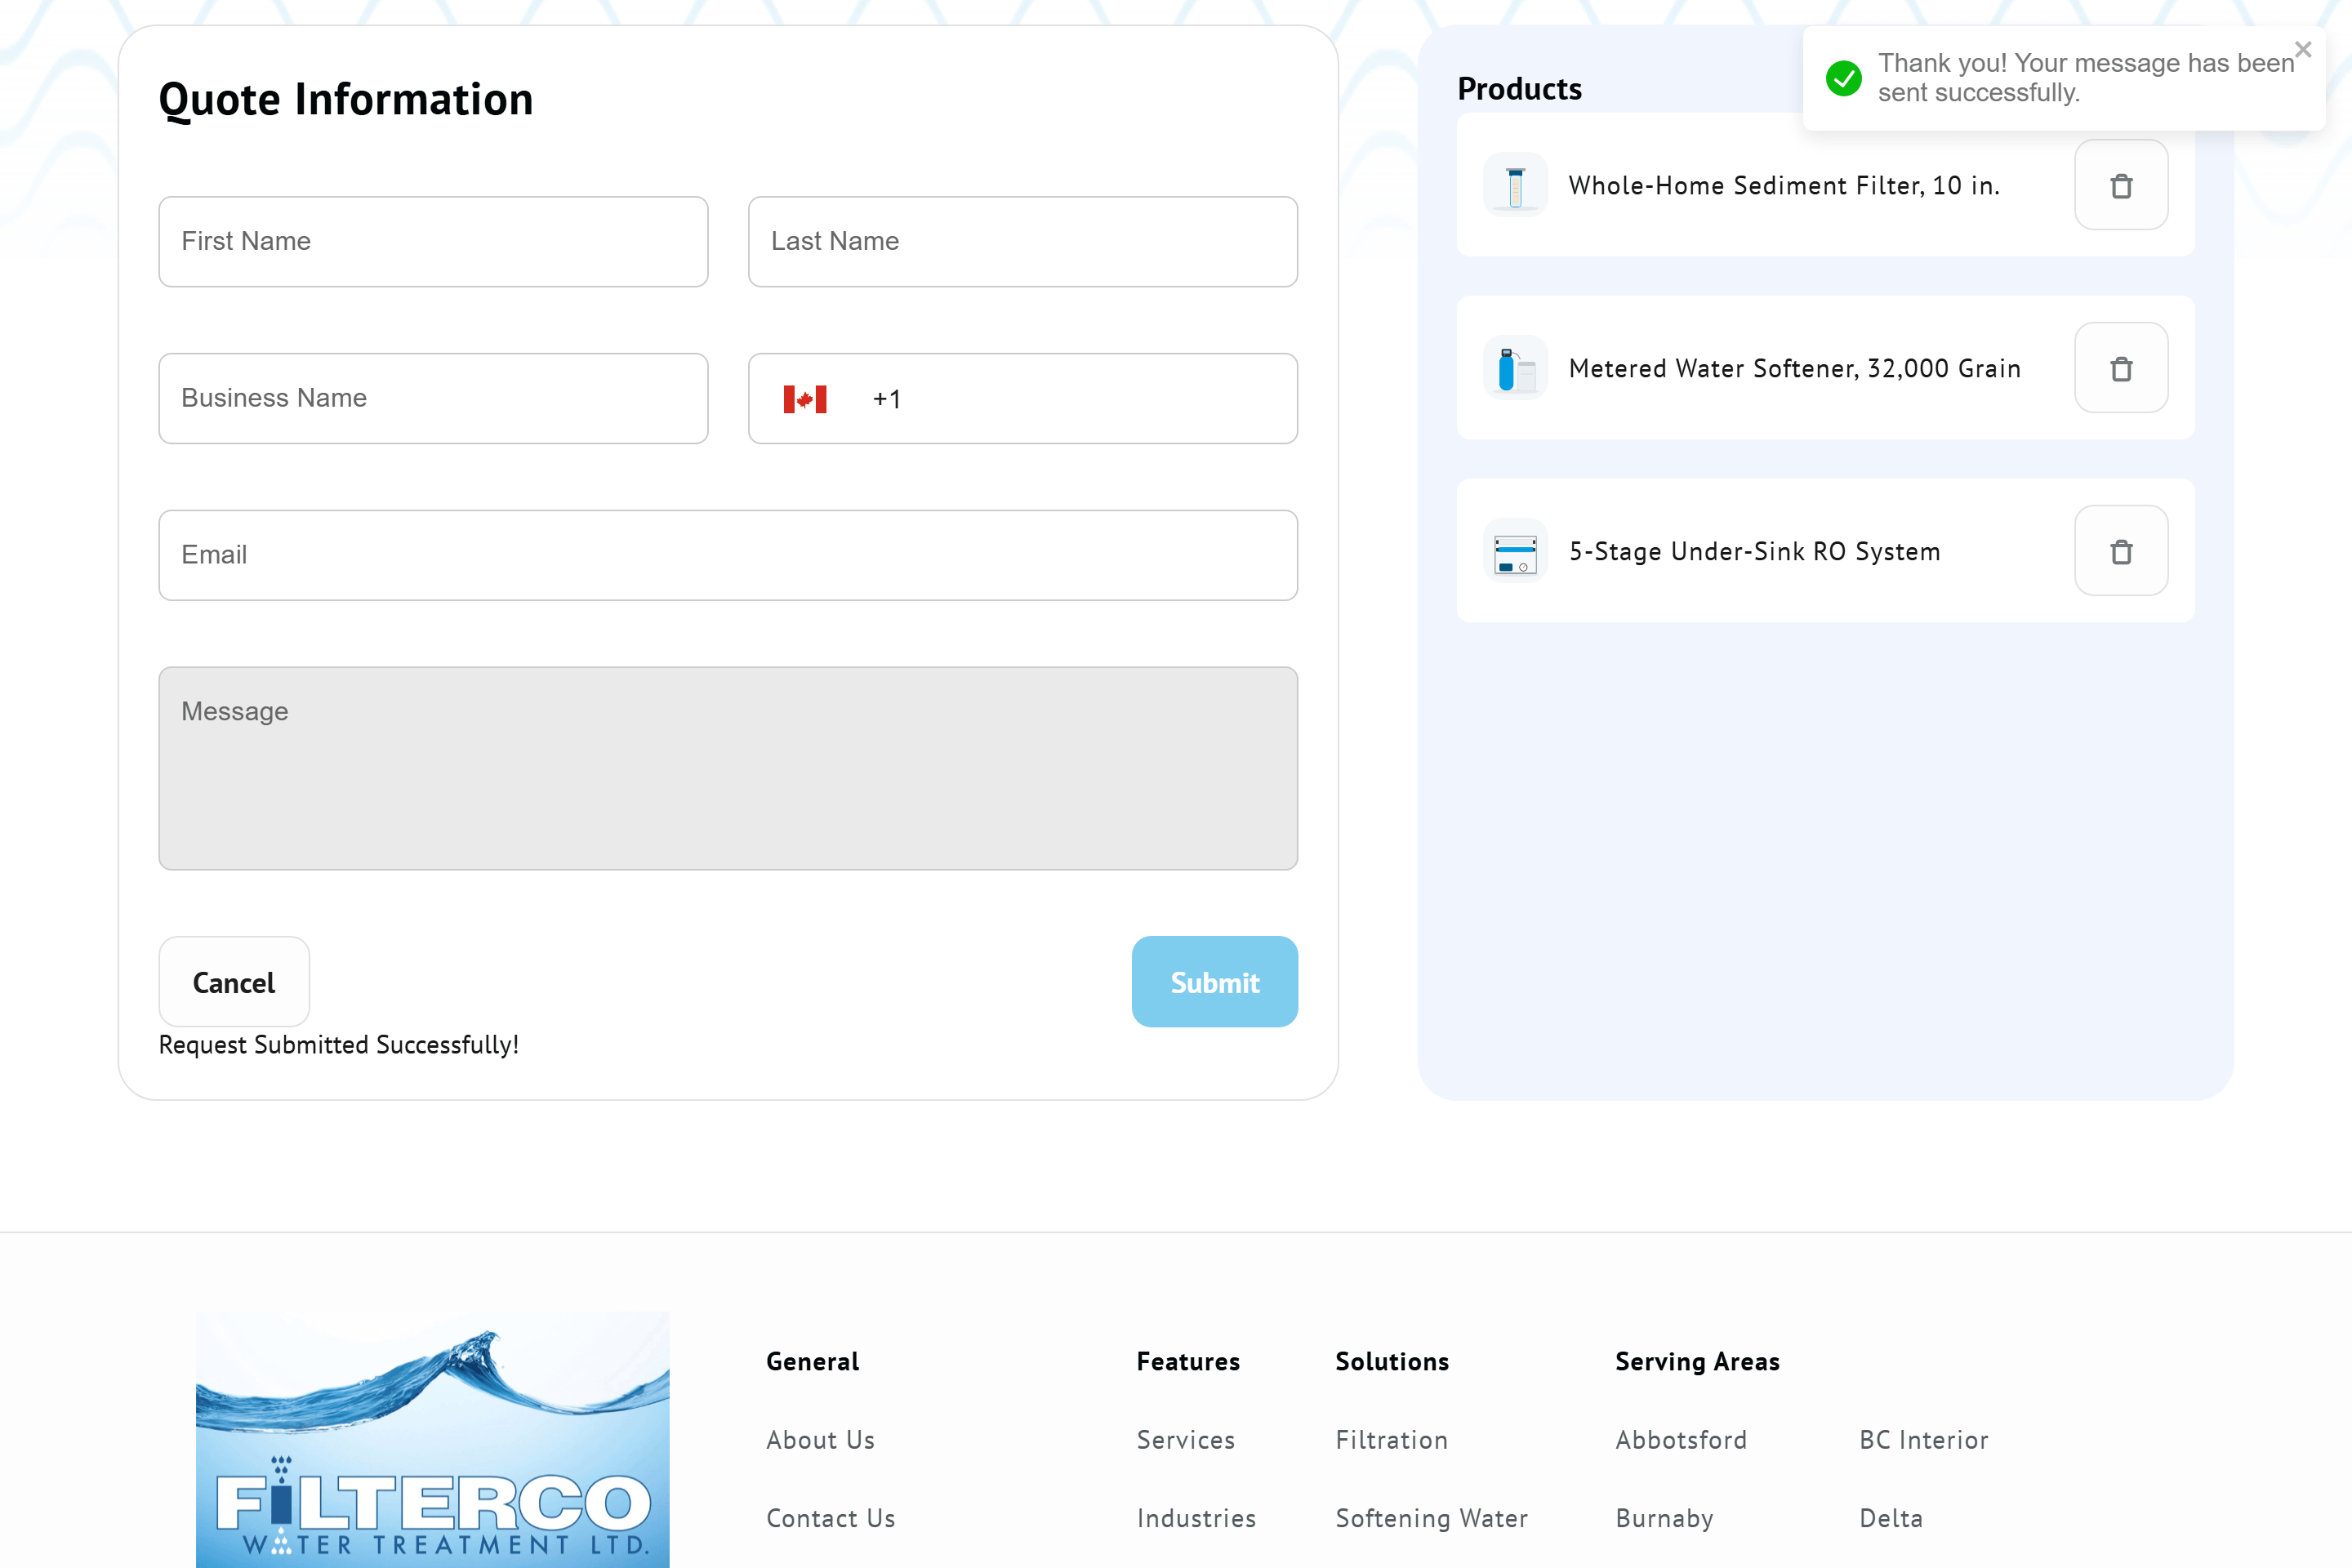 Quote Information
First Name
Last Name
Business Name
+1
Email
Message
Cancel
Submit
Request Submitted Successfully!
Products
Thank you! Your message has been
sent successfully.
Whole-Home Sediment Filter, 10 in.
Metered Water Softener, 32,000 Grain
5-Stage Under-Sink RO System
FILTERCO
WATER TREATMENT LTD.
General
About Us
Contact Us
Features
Services
Industries
Solutions
Filtration
Softening Water
Serving Areas
Abbotsford
BC Interior
Burnaby
Delta